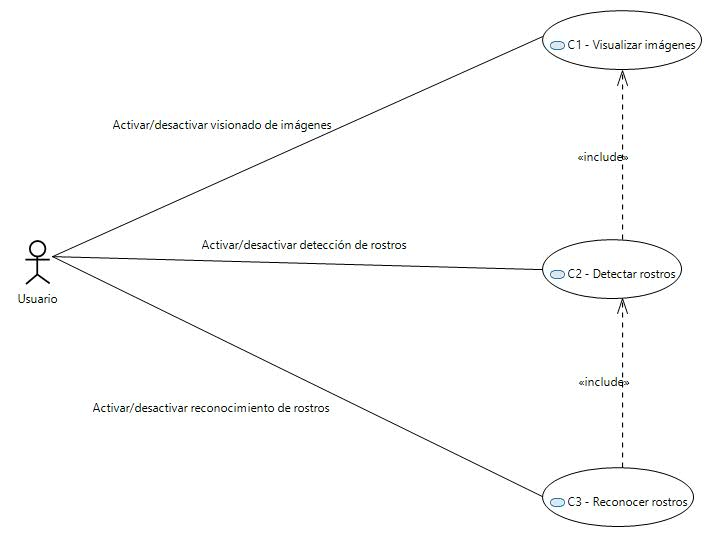 C1 - Visualizar imágenes
Activar/desactivar visionado de imágenes
«include»
Activar/desactivar detección de rostros
C2 - Detectar rostros
Usuario
«include»
Activar/desactivar reconocimiento de rostros
C3 - Reconocer rostros